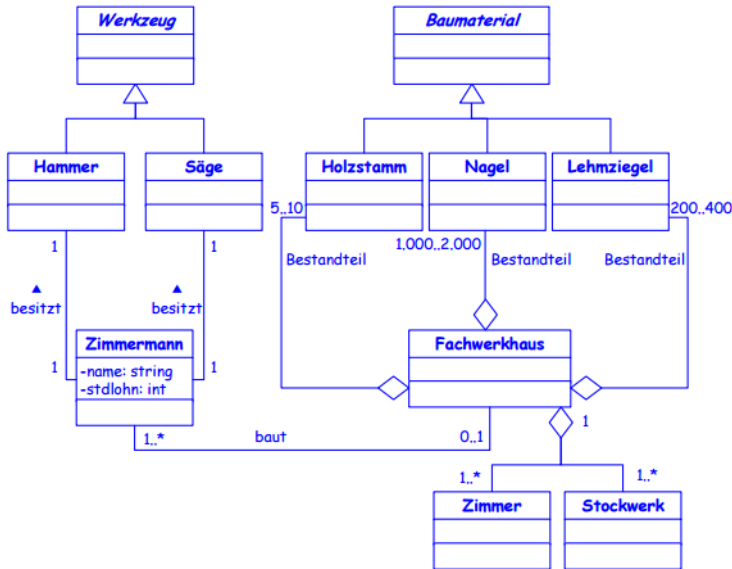 Werkzeug
Baumaterial
Hammer
Säge
Holzstamm
Nagel
Lehmziegel
5..10
200..400
1
1
1.000..2.000
Bestandteil
Bestandteil
Bestandteil
▲
besitzt
▲
besitzt
Zimmermann
-name: string
-stdlohn: int
Fachwerkhaus
1
1
1..*
baut
0..1
1
1..*
1..*
Zimmer
Stockwerk